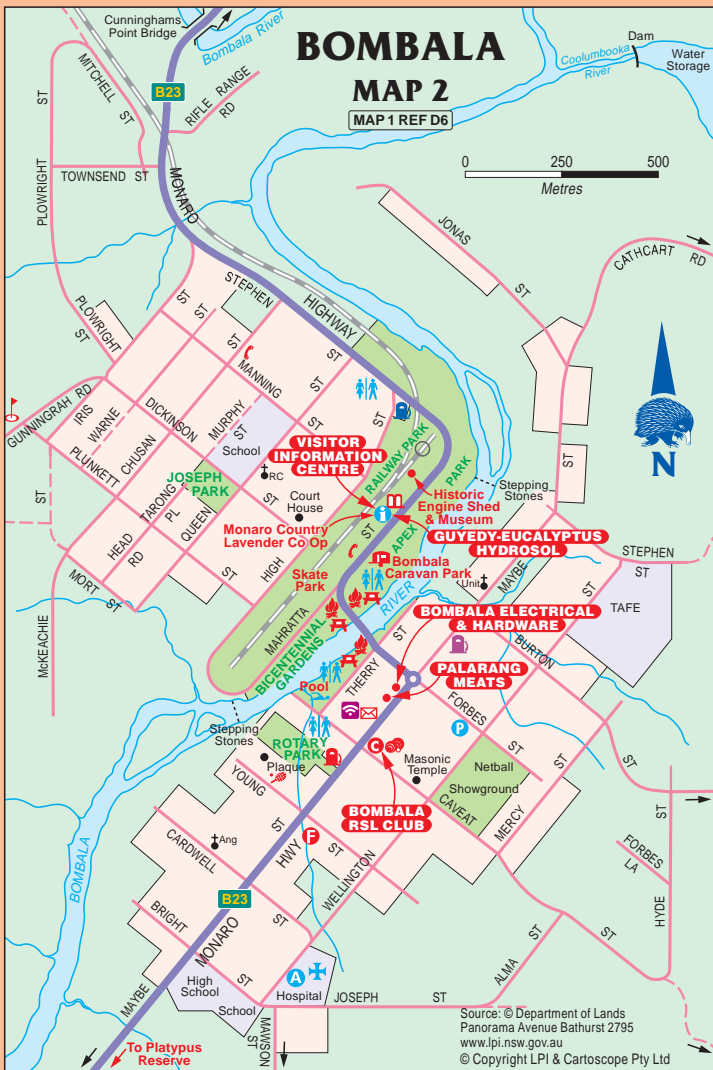 BOMBALA
MAP 2
MAP 1 REF D6
Cunninghams
Point Bridge
Bombala River
Coolumbooka
River
Dam
Water
Storage
0 250 500
Metres
B23
MITCHELL ST
RIFLE RANGE
RD
PLOWRIGHT ST
TOWNSEND ST
MONARO
HIGHWAY
JONAS
ST
CATHCART RD
N
STEPHEN
ST
ST
ST
ST
PLOWRIGHT
ST
MANNING
ST
GUNNINGRAH RD
IRIS
WARNE
DICKINSON
MURPHY
ST
School
PLUNKETT
CHUSAN
JOSEPH
PARK
RC
Court
House
TARONG
PL
QUEEN
ST
HEAD
RD
MORT ST
HIGH
ST
McKEACHIE
ST
VISITOR
INFORMATION
CENTRE
RAILWAY PARK
Historic
Engine Shed
& Museum
Monaro Country
Lavender Co Op
GUYEDY-EUCALYPTUS
HYDROSOL
APEX
PARK
Stepping
Stones
ST
STEPHEN
ST
Skate
Park
Bombala
Caravan Park
MAHRATTA
ST
BICENTENNIAL
GARDENS
RIVER
Unit
MAYBE
TAFE
BOMBALA ELECTRICAL
& HARDWARE
BURTON
PALARANG
MEATS
THERRY
ST
FORBES
ST
P
Pool
Stepping
Stones
ROTARY
PARK
Plaque
C
Masonic
Temple
Netball
Showground
CAVEAT
MERCY
ST
ST
BOMBALA
RSL CLUB
YOUNG
ST
F
HWY
ST
WELLINGTON
Ang
CARDWELL
ST
FORBES
LA
ST
HYDE
BOMBALA
B23
BRIGHT
ST
MONARO
MAYBE
High
School
School
A
Hospital
JOSEPH ST
MAWSON
ST
ALMA ST
To Platypus
Reserve
Source: © Department of Lands
Panorama Avenue Bathurst 2795
www.lpi.nsw.gov.au
© Copyright LPI & Cartoscope Pty Ltd